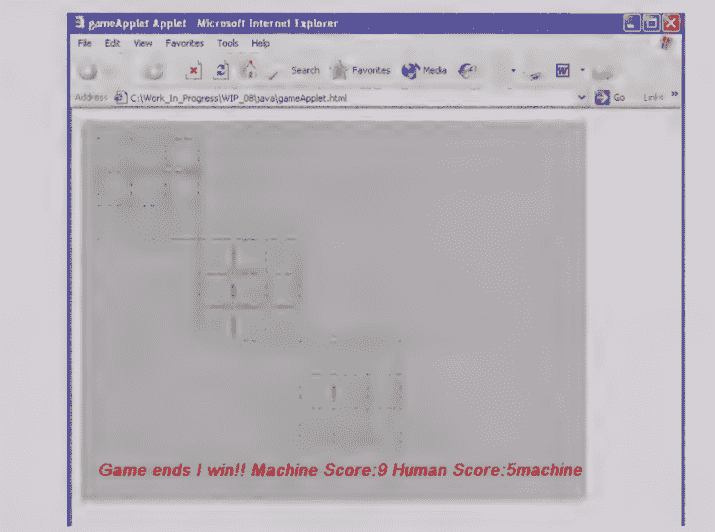 gameApplet Applet - Microsoft Internet Explorer
File Edit View Favorites Tools Help
Search Favorites Media
Address C:\Work_In_Progress\WIP_08\java\gameApplet.html Go Links »
Game ends I win!! Machine Score:9 Human Score:5machine